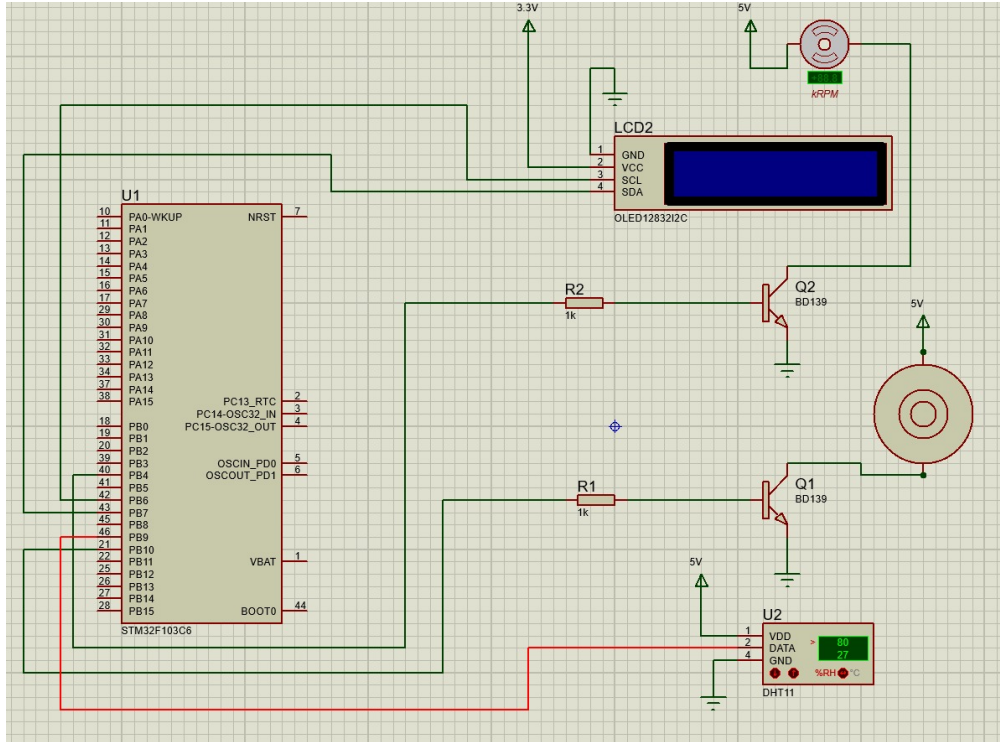 3.3V
5V
+88.8
kRPM
LCD2
1 GND
2 VCC
3 SCL
4 SDA
OLED12832I2C
U1
10 PA0-WKUP NRST 7
11 PA1
12 PA2
13 PA3
14 PA4
15 PA5
16 PA6
17 PA7
29 PA8
30 PA9
31 PA10
32 PA11
33 PA12
34 PA13
37 PA14
38 PA15 PC13_RTC 2
PC14-OSC32_IN 3
18 PB0 PC15-OSC32_OUT 4
19 PB1
20 PB2
39 PB3 OSCIN_PD0 5
40 PB4 OSCOUT_PD1 6
41 PB5
42 PB6
43 PB7
45 PB8
46 PB9
21 PB10
22 PB11 VBAT 1
25 PB12
26 PB13
27 PB14
28 PB15 BOOT0 44
STM32F103C6
R2
1k
Q2
BD139
5V
R1
1k
Q1
BD139
5V
U2
1 VDD
2 DATA
4 GND
> 80
27
%RH °C
DHT11